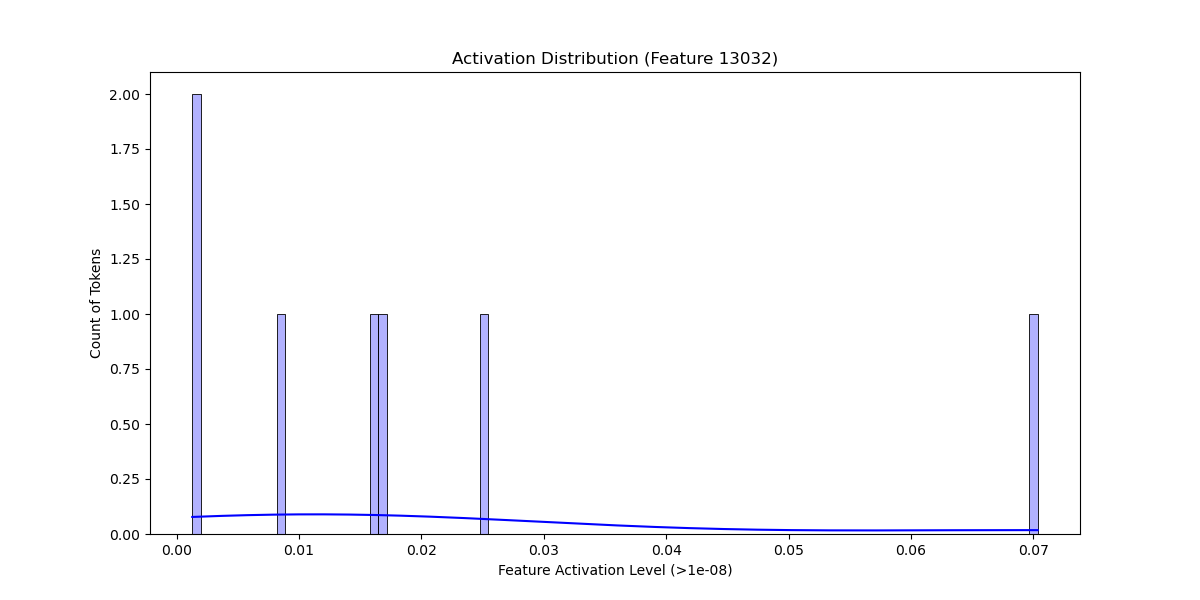 Activation Distribution (Feature 13032)
Count of Tokens
2.00
1.75
1.50
1.25
1.00
0.75
0.50
0.25
0.00
0.00 0.01 0.02 0.03 0.04 0.05 0.06 0.07
Feature Activation Level (>1e-08)